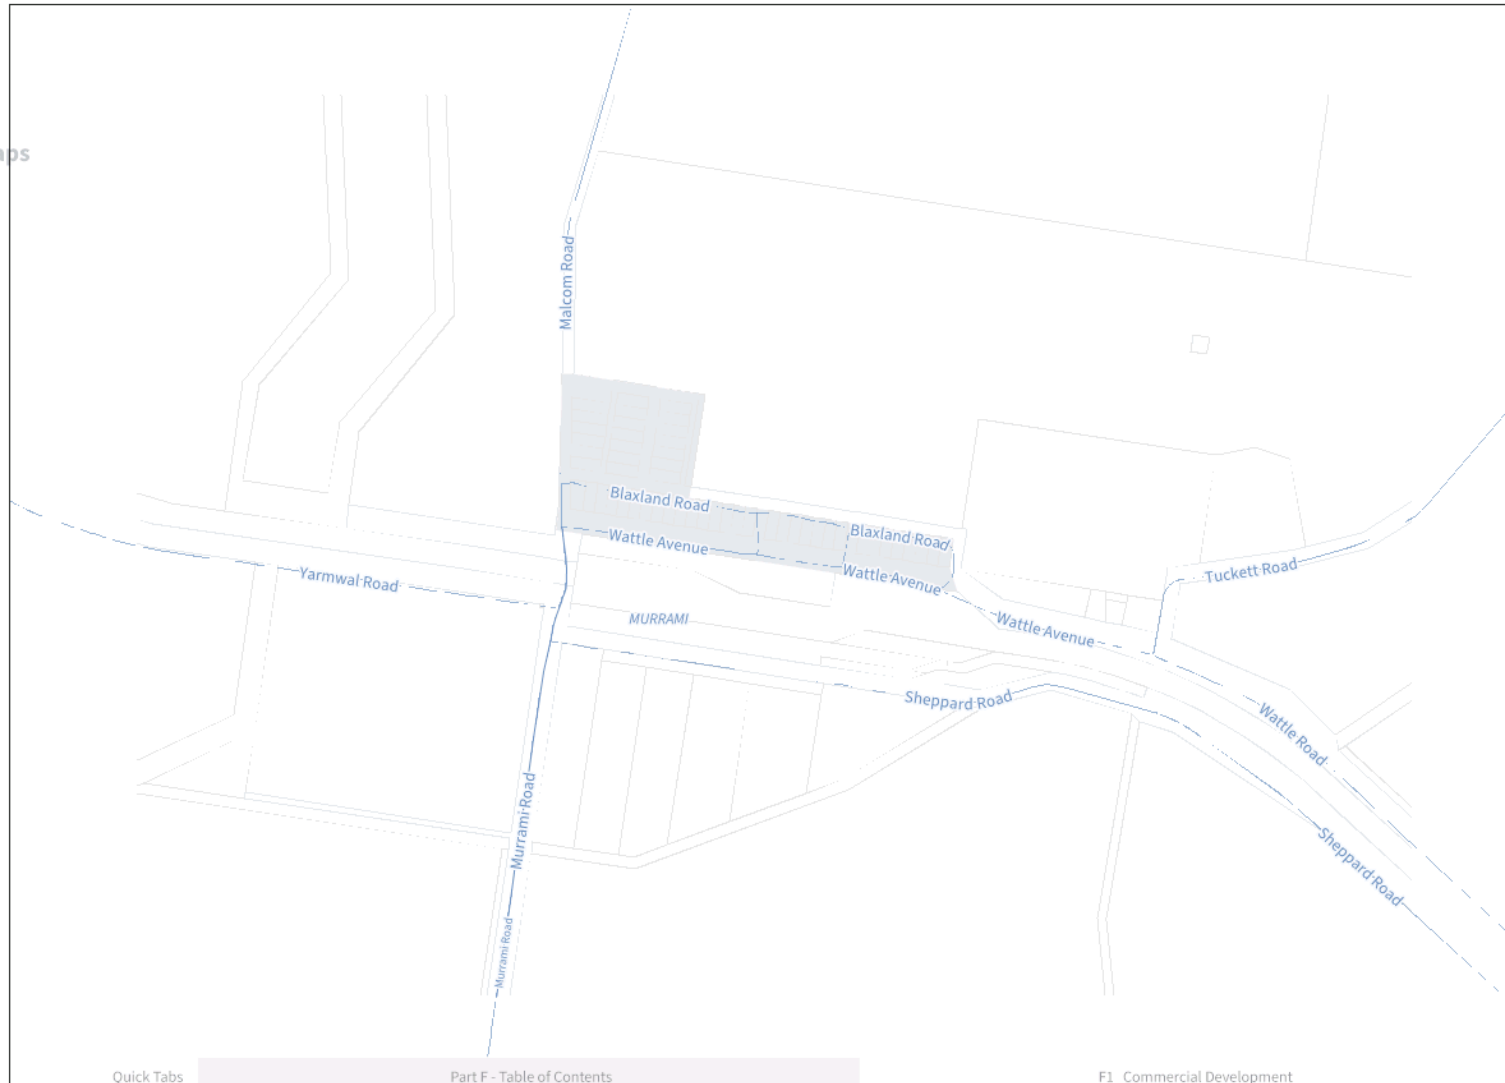 Malcom Road
Blaxland Road
Blaxland Road
Wattle Avenue
Wattle Avenue
Tuckett Road
Yarmwal Road
MURRAMI
Wattle Avenue
Sheppard Road
Wattle Road
Murrami Road
Sheppard Road
Murrami Road
Quick Tabs
Part F - Table of Contents
F1 Commercial Development